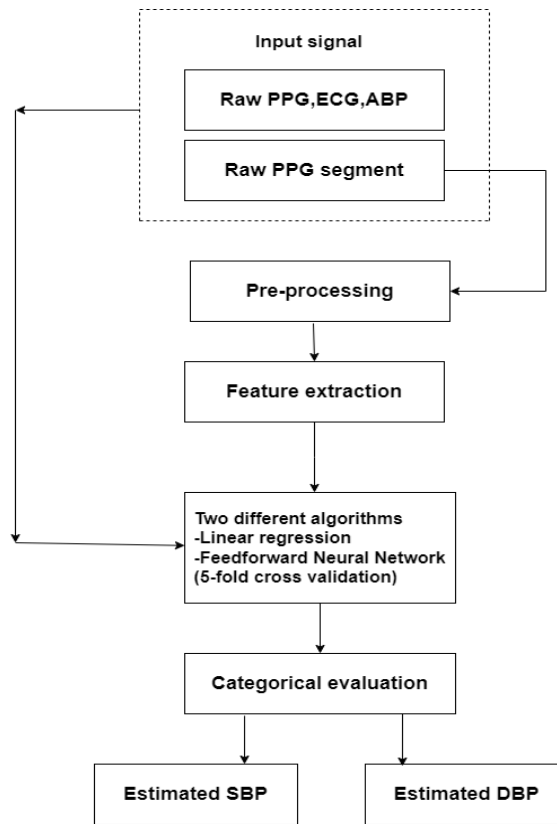 Input signal
Raw PPG,ECG,ABP
Raw PPG segment
Pre-processing
Feature extraction
Two different algorithms
-Linear regression
-Feedforward Neural Network
(5-fold cross validation)
Categorical evaluation
Estimated SBP
Estimated DBP